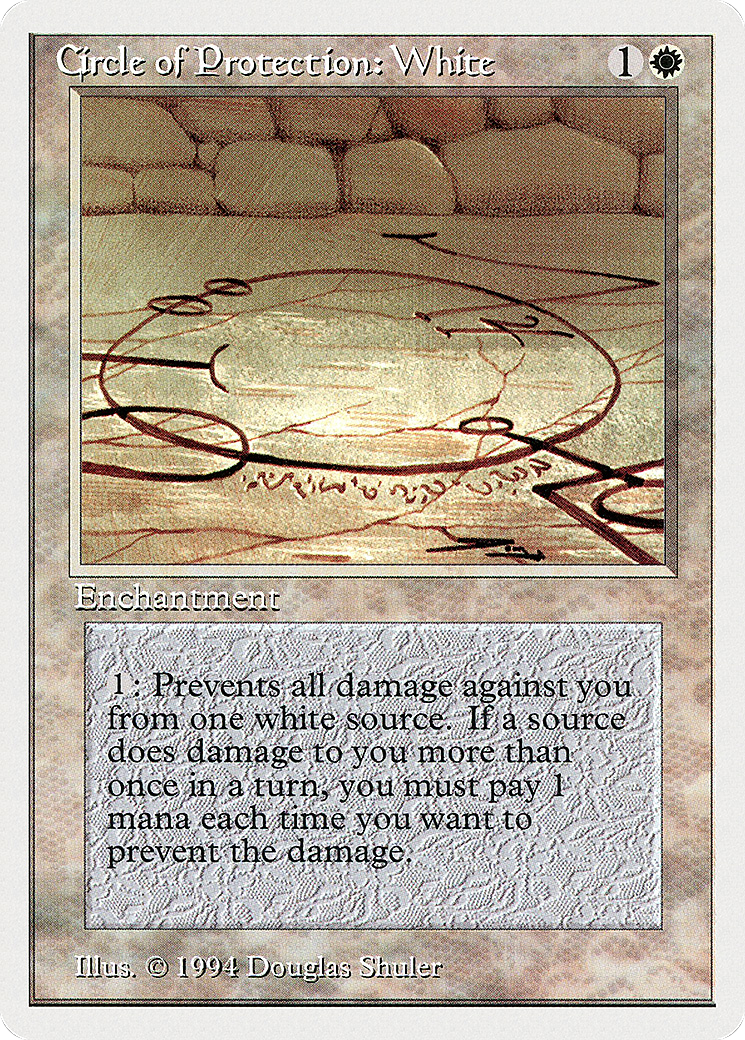 Circle of Protection: White 1
Enchantment
1: Prevents all damage against you
from one white source. If a source
does damage to you more than
once in a turn, you must pay 1
mana each time you want to
prevent the damage.
Illus. © 1994 Douglas Shuler